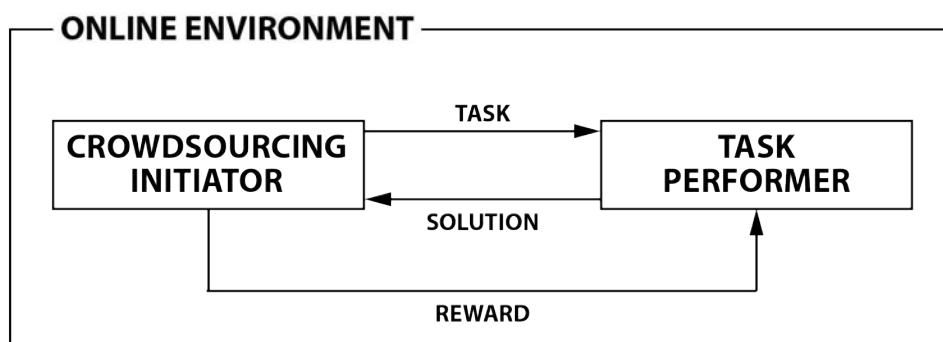 ONLINE ENVIRONMENT
TASK
CROWDSOURCING
INITIATOR
TASK
PERFORMER
SOLUTION
REWARD